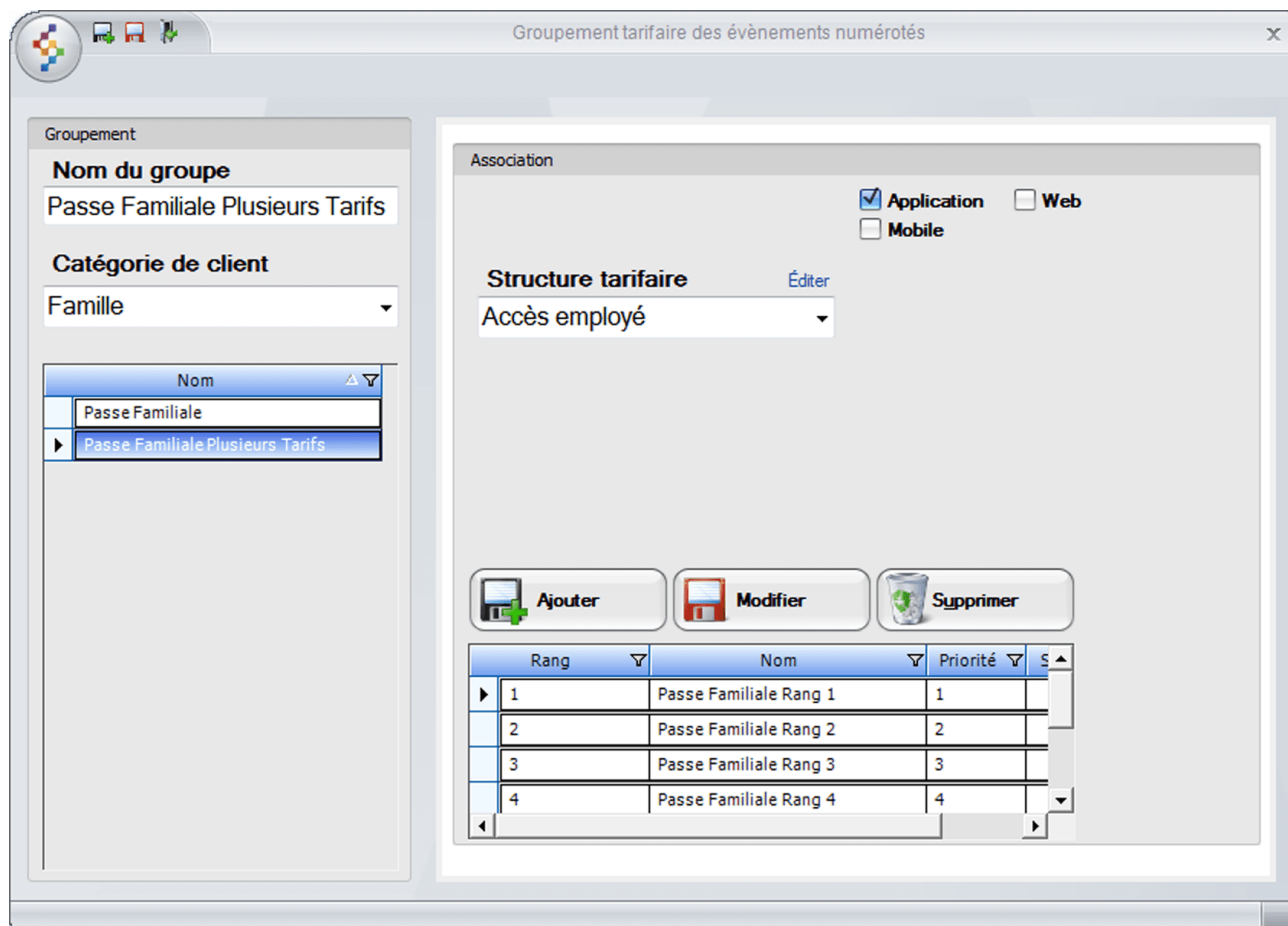 Groupement tarifaire des évènements numérotés
x
Groupement
Nom du groupe
Passe Familiale Plusieurs Tarifs
Catégorie de client
Famille
Nom
Passe Familiale
Passe Familiale Plusieurs Tarifs
Association
Application Web
Mobile
Structure tarifaire Éditer
Accès employé
Ajouter Modifier Supprimer
Rang Nom Priorité S
1 Passe Familiale Rang 1 1
2 Passe Familiale Rang 2 2
3 Passe Familiale Rang 3 3
4 Passe Familiale Rang 4 4